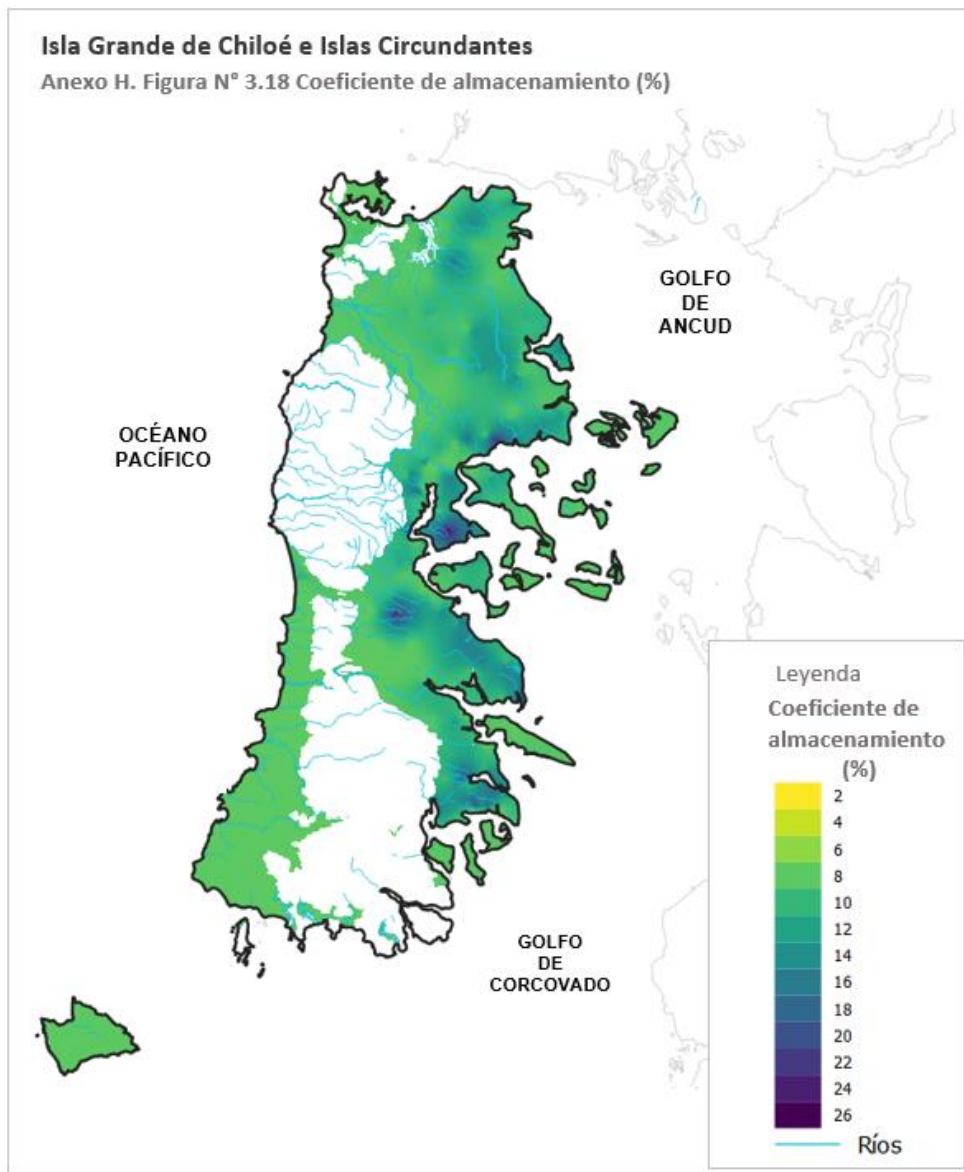 Isla Grande de Chiloé e Islas Circundantes
Anexo H. Figura N° 3.18 Coeficiente de almacenamiento (%)
GOLFO
DE
ANCUD
OCÉANO
PACÍFICO
GOLFO
DE
CORCOVADO
Leyenda
Coeficiente de
almacenamiento
(%)
2
4
6
8
10
12
14
16
18
20
22
24
26
Ríos